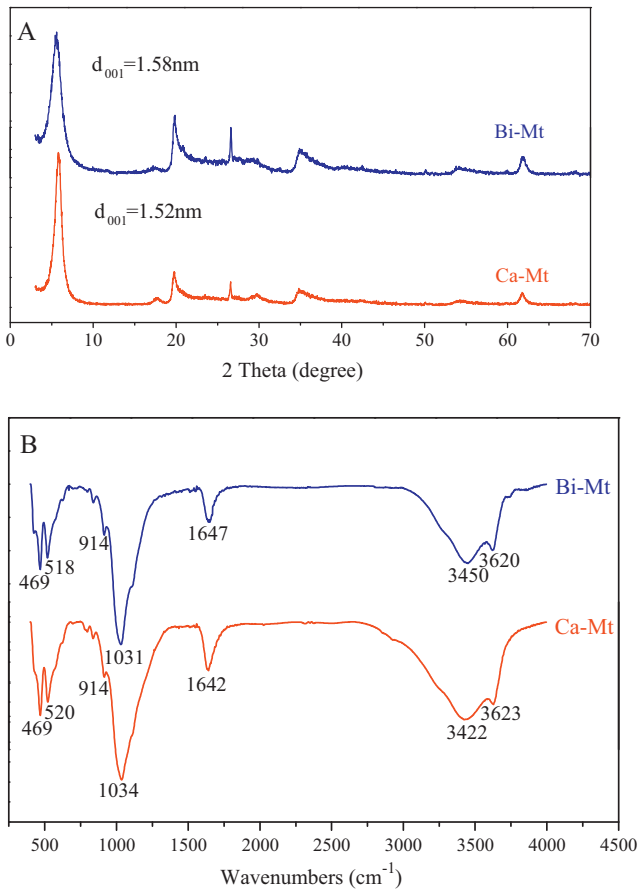 A
d001=1.58nm
Bi-Mt
d001=1.52nm
Ca-Mt
0 10 20 30 40 50 60 70
2 Theta (degree)
B
Bi-Mt
914
1647
518
3620
469
3450
1031
Ca-Mt
914
1642
520
3623
469
3422
1034
500 1000 1500 2000 2500 3000 3500 4000 4500
Wavenumbers (cm-1)